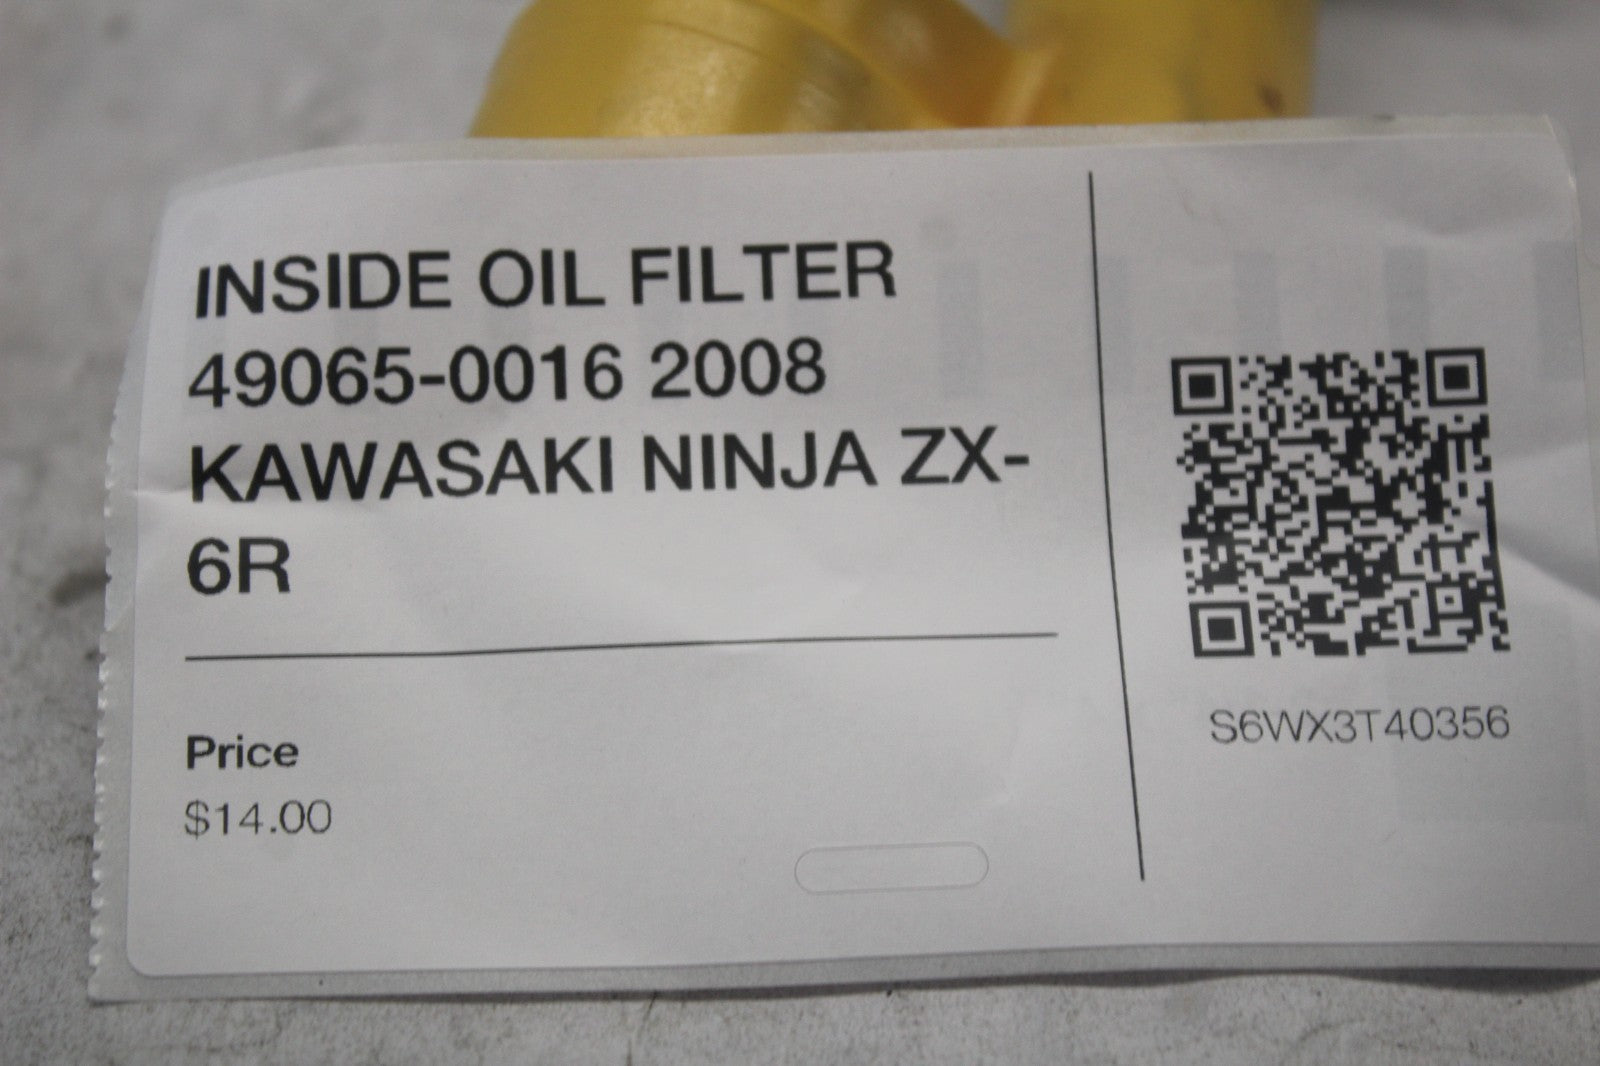 INSIDE OIL FILTER
49065-0016 2008
KAWASAKI NINJA ZX-
6R
Price
$14.00
S6WX3T40356